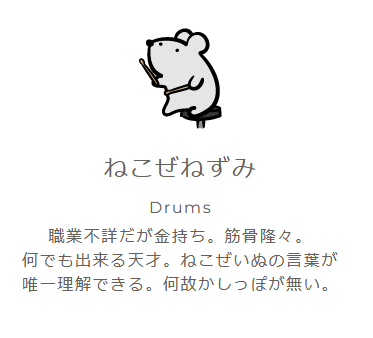 ねこぜねずみ
Drums
職業不詳だが金持ち。筋骨隆々。
何でも出来る天才。ねこぜいぬの言葉が
唯一理解できる。何故かしっぽが無い。